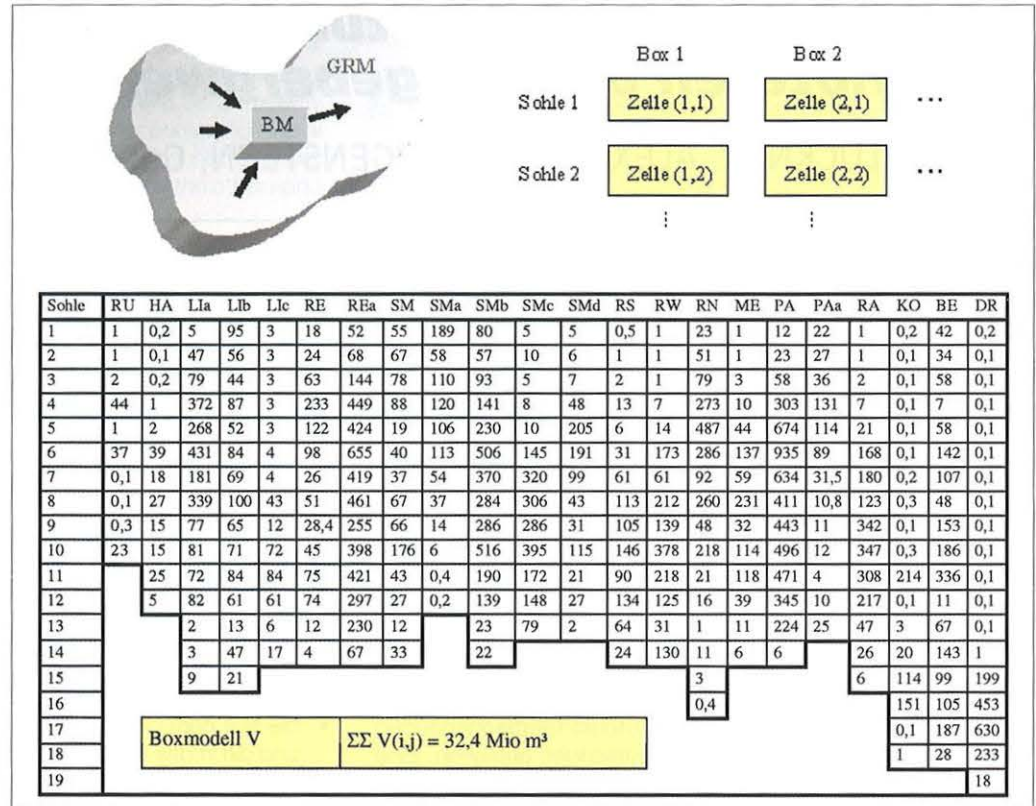 GRM
BM
Box 1 Box 2
Sohle 1 Zelle (1,1) Zelle (2,1) ...
Sohle 2 Zelle (1,2) Zelle (2,2) ...
Sohle RU HA LIa LIb LIc RE REa SM SMa SMb SMc SMd RS RW RN ME PA PAa RA KO BE DR
1 1 0,2 5 95 3 18 52 55 189 80 5 5 0,5 1 23 1 12 22 1 0,2 42 0,2
2 1 0,1 47 56 3 24 68 67 58 57 10 6 1 1 51 1 23 27 1 0,1 34 0,1
3 2 0,2 79 44 3 63 144 78 110 93 5 7 2 1 79 3 58 36 2 0,1 58 0,1
4 44 1 372 87 3 233 449 88 120 141 8 48 13 7 273 10 303 131 7 0,1 7 0,1
5 1 2 268 52 3 122 424 19 106 230 10 205 6 14 487 44 674 114 21 0,1 58 0,1
6 37 39 431 84 4 98 655 40 113 506 145 191 31 173 286 137 935 89 168 0,1 142 0,1
7 0,1 18 181 69 4 26 419 37 54 370 320 99 61 61 92 59 634 31,5 180 0,2 107 0,1
8 0,1 27 339 100 43 51 461 67 37 284 306 43 113 212 260 231 411 10,8 123 0,3 48 0,1
9 0,3 15 77 65 12 28,4 255 66 14 286 286 31 105 139 48 32 443 11 342 0,1 153 0,1
10 23 15 81 71 72 45 398 176 6 516 395 115 146 378 218 114 496 12 347 0,3 186 0,1
11 25 72 84 84 75 421 43 0,4 190 172 21 90 218 21 118 471 4 308 214 336 0,1
12 5 82 61 61 74 297 27 0,2 139 148 27 134 125 16 39 345 10 217 0,1 11 0,1
13 2 13 6 12 230 12 23 79 2 64 31 1 11 224 25 47 3 67 0,1
14 3 47 17 4 67 33 22 24 130 11 6 6 26 20 143 1
15 9 21 3 6 114 99 199
16 0,4 151 105 453
17 0,1 187 630
Boxmodell V ΣΣ V(i,j) = 32,4 Mio m³
18 1 28 233
19 18